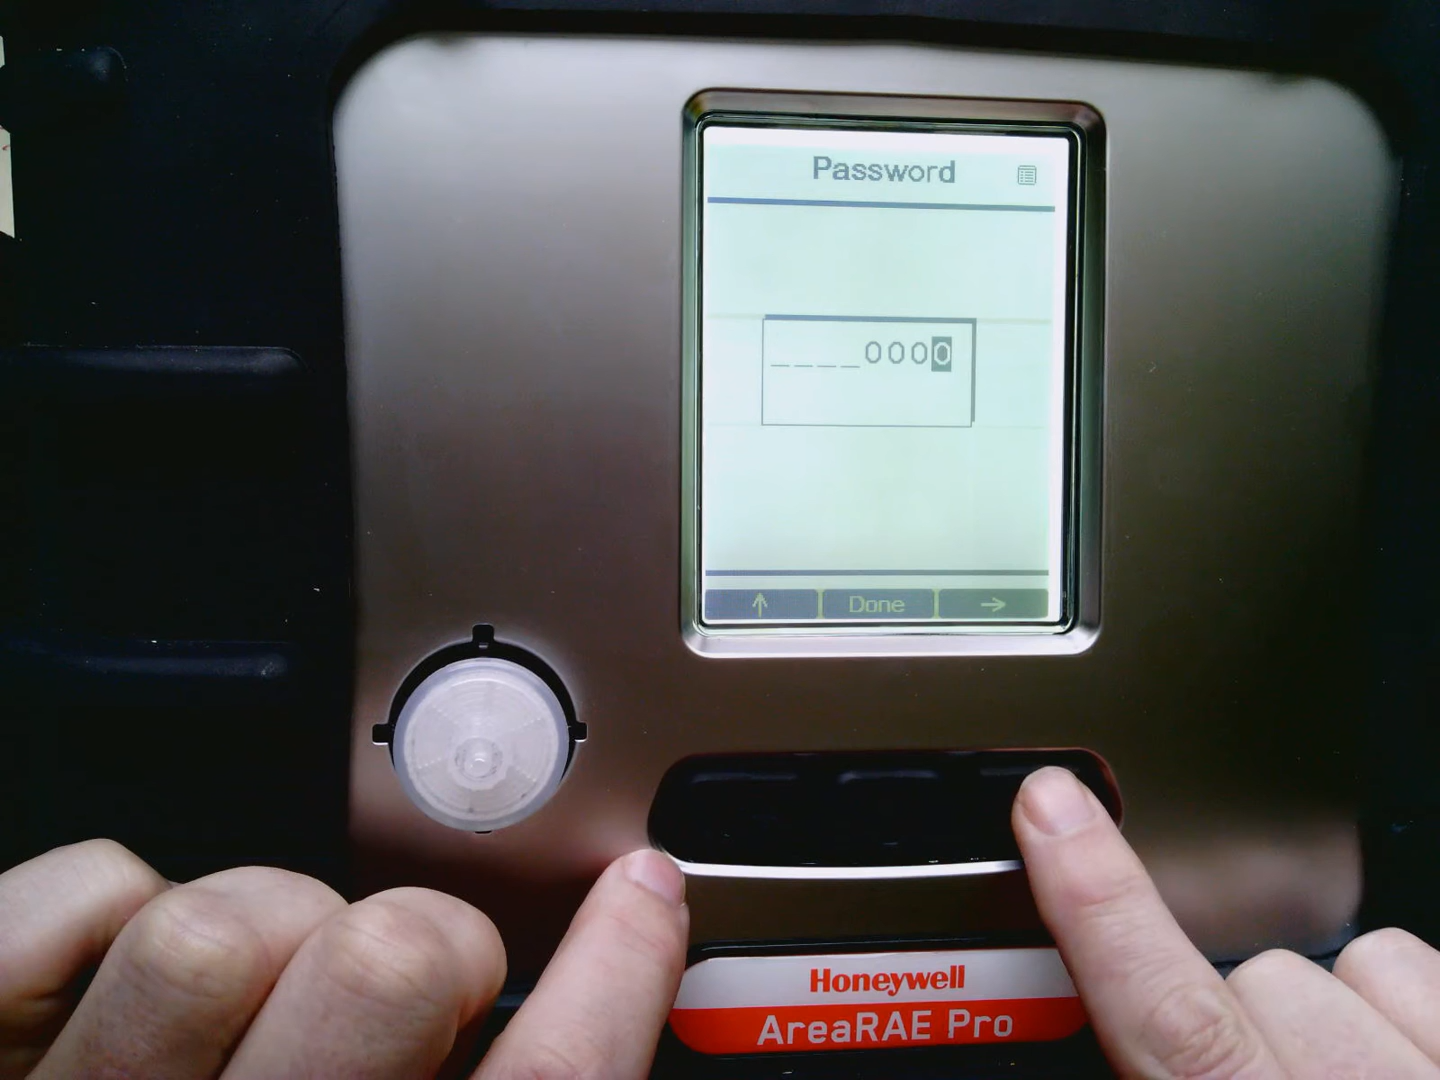 Password
____0000
↑ Done →
Honeywell
AreaRAE Pro